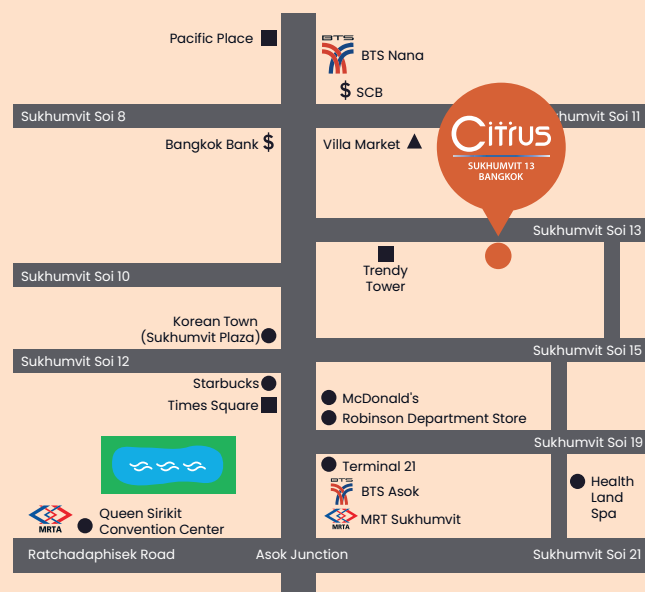 Pacific Place
BTS
BTS Nana
$ SCB
Sukhumvit Soi 8
humvit Soi 11
Bangkok Bank $
Villa Market
Citrus
SUKHUMVIT 13
BANGKOK
Sukhumvit Soi 13
Trendy
Tower
Sukhumvit Soi 10
Korean Town
(Sukhumvit Plaza)
Sukhumvit Soi 15
Sukhumvit Soi 12
Starbucks
Times Square
McDonald's
Robinson Department Store
Sukhumvit Soi 19
Terminal 21
BTS
BTS Asok
Health
Land
Spa
MRTA
Queen Sirikit
Convention Center
MRTA
MRT Sukhumvit
Ratchadaphisek Road
Asok Junction
Sukhumvit Soi 21